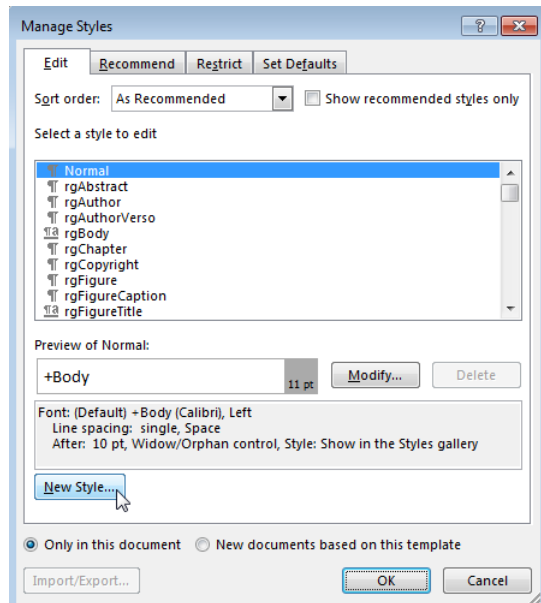 Manage Styles
Edit Recommend Restrict Set Defaults
Sort order: As Recommended Show recommended styles only
Select a style to edit
¶ Normal
¶ rgAbstract
¶ rgAuthor
¶ rgAuthorVerso
¶a rgBody
¶ rgChapter
¶ rgCopyright
¶ rgFigure
¶ rgFigureCaption
¶a rgFigureTitle
Preview of Normal:
+Body 11 pt Modify... Delete
Font: (Default) +Body (Calibri), Left
Line spacing: single, Space
After: 10 pt, Widow/Orphan control, Style: Show in the Styles gallery
New Style...
Only in this document New documents based on this template
Import/Export... OK Cancel